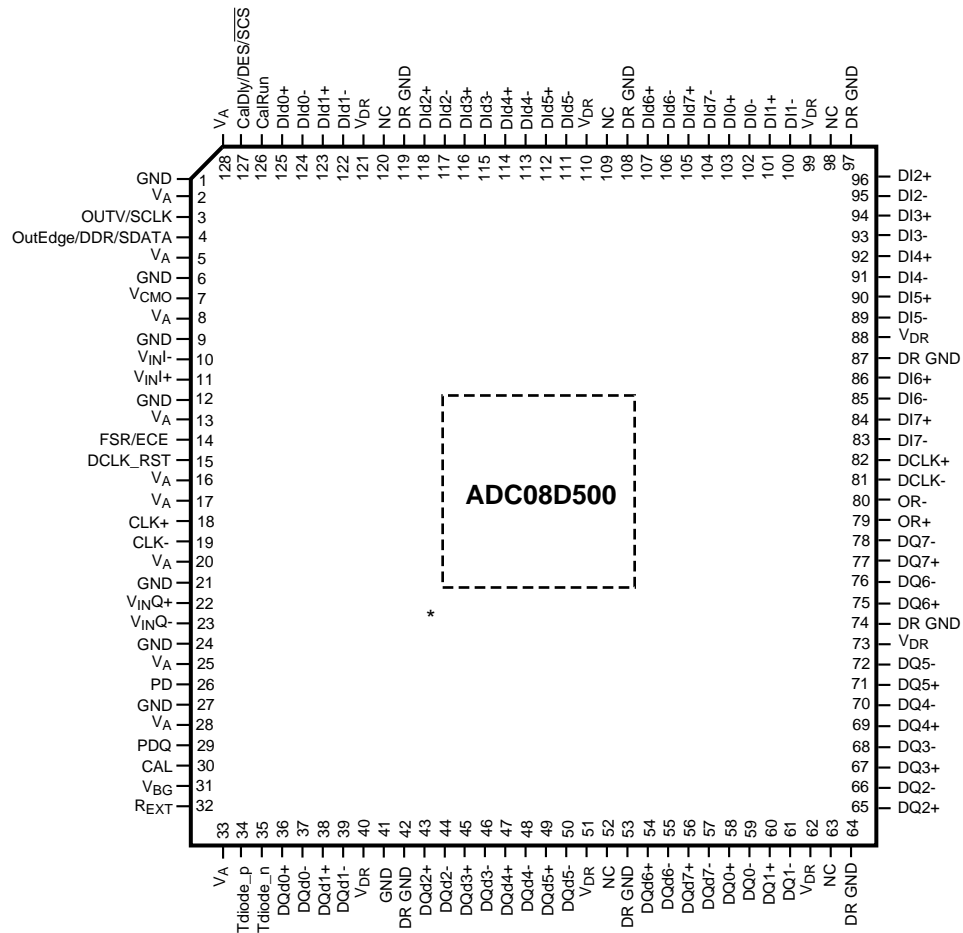 VA
CalDly/DES/SCS
CalRun
DId0+
DId0-
DId1+
DId1-
VDR
NC
DR GND
DId2+
DId2-
DId3+
DId3-
DId4+
DId4-
DId5+
DId5-
VDR
NC
DR GND
DId6+
DId6-
DId7+
DId7-
DI0+
DI0-
DI1+
DI1-
VDR
NC
DR GND
128
127
126
125
124
123
122
121
120
119
118
117
116
115
114
113
112
111
110
109
108
107
106
105
104
103
102
101
100
99
98
97
GND 1
VA 2
OUTV/SCLK 3
OutEdge/DDR/SDATA 4
VA 5
GND 6
VCMO 7
VA 8
GND 9
VINI- 10
VINI+ 11
GND 12
VA 13
FSR/ECE 14
DCLK_RST 15
VA 16
VA 17
CLK+ 18
CLK- 19
VA 20
GND 21
VINQ+ 22
VINQ- 23
GND 24
VA 25
PD 26
GND 27
VA 28
PDQ 29
CAL 30
VBG 31
REXT 32
ADC08D500
*
96 DI2+
95 DI2-
94 DI3+
93 DI3-
92 DI4+
91 DI4-
90 DI5+
89 DI5-
88 VDR
87 DR GND
86 DI6+
85 DI6-
84 DI7+
83 DI7-
82 DCLK+
81 DCLK-
80 OR-
79 OR+
78 DQ7-
77 DQ7+
76 DQ6-
75 DQ6+
74 DR GND
73 VDR
72 DQ5-
71 DQ5+
70 DQ4-
69 DQ4+
68 DQ3-
67 DQ3+
66 DQ2-
65 DQ2+
33
34
35
36
37
38
39
40
41
42
43
44
45
46
47
48
49
50
51
52
53
54
55
56
57
58
59
60
61
62
63
64
VA
Tdiode_p
Tdiode_n
DQd0+
DQd0-
DQd1+
DQd1-
VDR
GND
DR GND
DQd2+
DQd2-
DQd3+
DQd3-
DQd4+
DQd4-
DQd5+
DQd5-
VDR
NC
DR GND
DQd6+
DQd6-
DQd7+
DQd7-
DQ0+
DQ0-
DQ1+
DQ1-
VDR
NC
DR GND